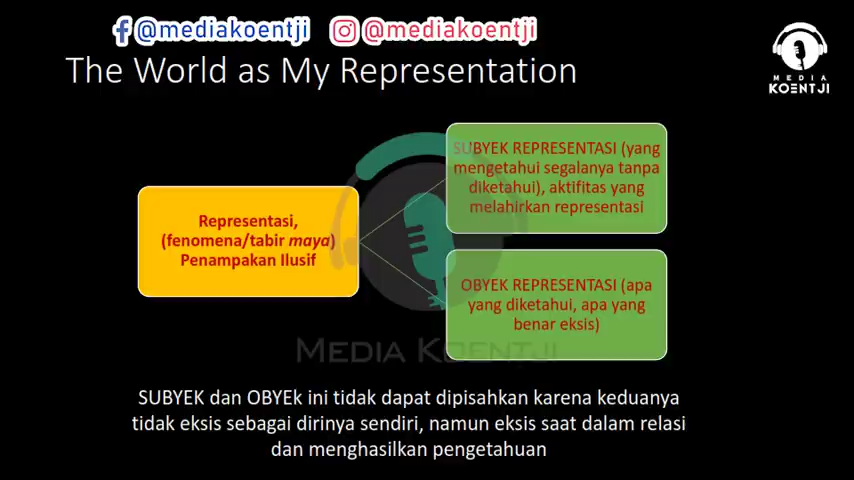 @mediakoentji @mediakoentji
MEDIA
KOENTJI
The World as My Representation
Representasi,
(fenomena/tabir maya)
Penampakan Ilusif
SUBYEK REPRESENTASI (yang
mengetahui segalanya tanpa
diketahui), aktifitas yang
melahirkan representasi
OBYEK REPRESENTASI (apa
yang diketahui, apa yang
benar eksis)
MEDIA KOENTJI
SUBYEK dan OBYEk ini tidak dapat dipisahkan karena keduanya
tidak eksis sebagai dirinya sendiri, namun eksis saat dalam relasi
dan menghasilkan pengetahuan